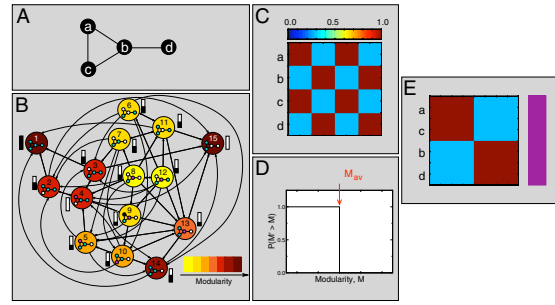 A
a
b
d
c
B
6
11
7
1
15
3
8
12
2
4
9
13
5
10
14
Modularity
C
0.0
0.5
1.0
a
b
c
d
D
M_av
P(M' > M)
1.0
0.5
0.0
Modularity, M
E
a
c
b
d